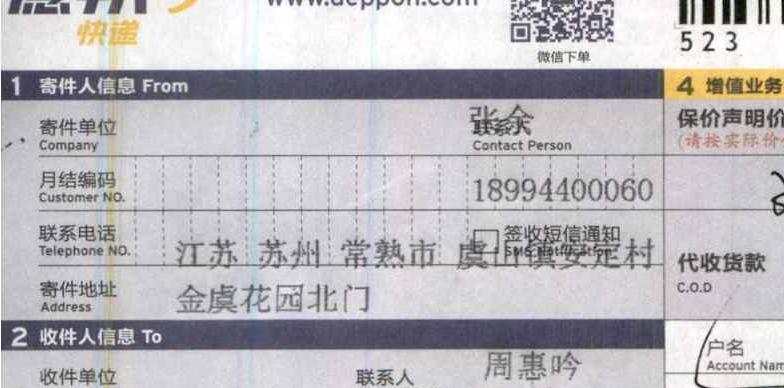 快递
www.deppon.com
微信下单
523
1 寄件人信息 From
4 增值业务
寄件单位
Company
张余
联系人
Contact Person
保价声明价
(请按实际价
月结编码
Customer NO.
18994400060
联系电话
Telephone NO.
签收短信通知
江苏 苏州 常熟市 虞山镇安定村
代收货款
C.O.D
寄件地址
Address
金虞花园北门
2 收件人信息 To
户名
Account Nam
收件单位
联系人
周惠吟